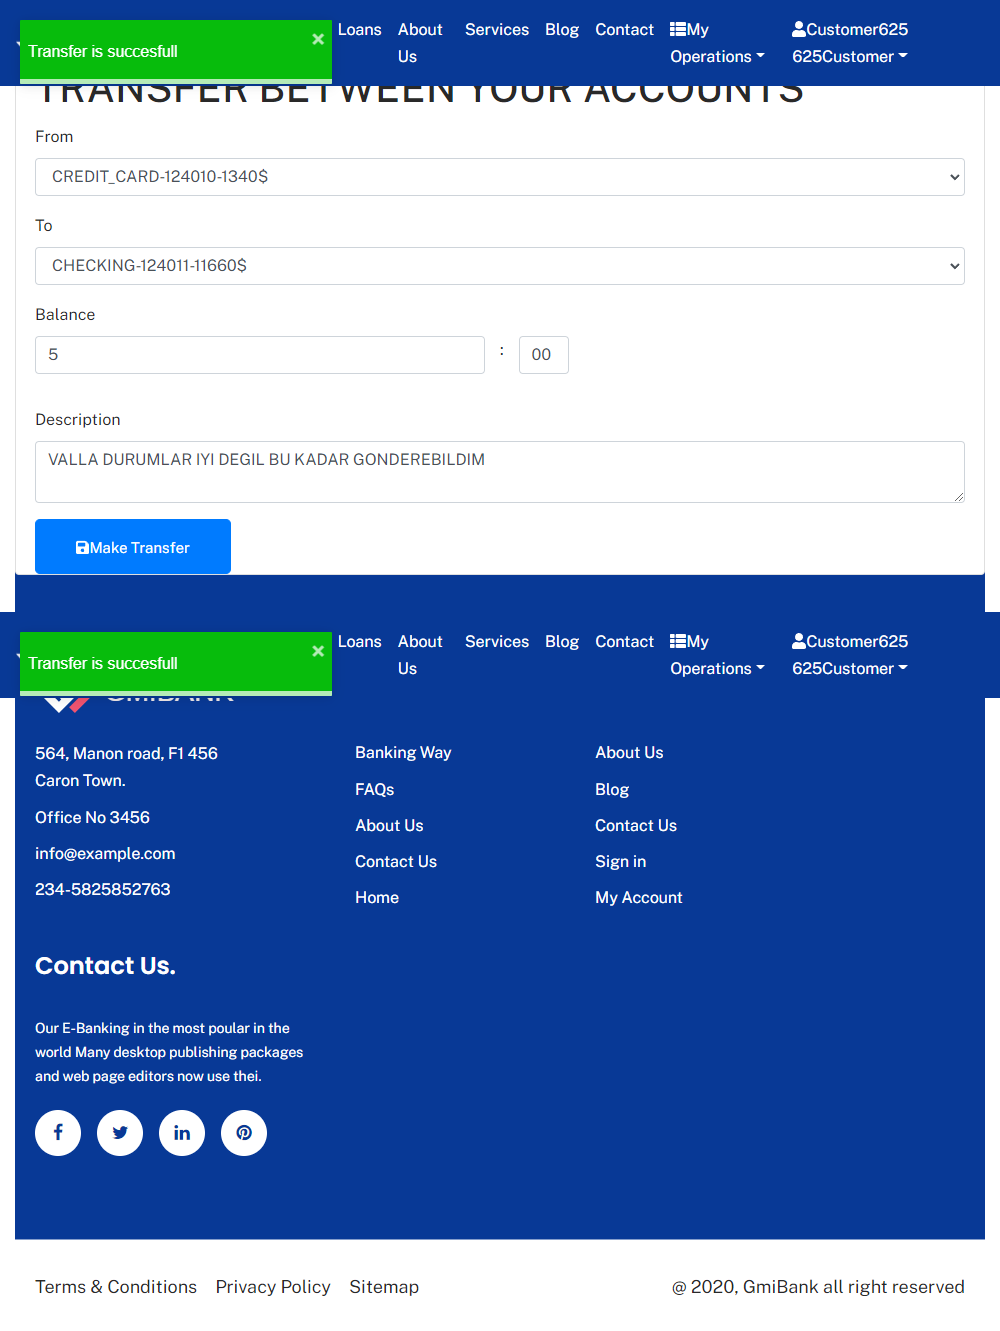 Transfer is succesfull
×
Loans
About Us
Services
Blog
Contact
My Operations
Customer625 625Customer
TRANSFER BETWEEN YOUR ACCOUNTS
From
CREDIT_CARD-124010-1340$
To
CHECKING-124011-11660$
Balance
5 : 00
Description
VALLA DURUMLAR IYI DEGIL BU KADAR GONDEREBILDIM
Make Transfer
Transfer is succesfull
×
Loans
About Us
Services
Blog
Contact
My Operations
Customer625 625Customer
GMIBANK
564, Manon road, F1 456
Caron Town.
Office No 3456
info@example.com
234-5825852763
Banking Way
FAQs
About Us
Contact Us
Home
About Us
Blog
Contact Us
Sign in
My Account
Contact Us.
Our E-Banking in the most poular in the
world Many desktop publishing packages
and web page editors now use thei.
Terms & Conditions Privacy Policy Sitemap
@ 2020, GmiBank all right reserved